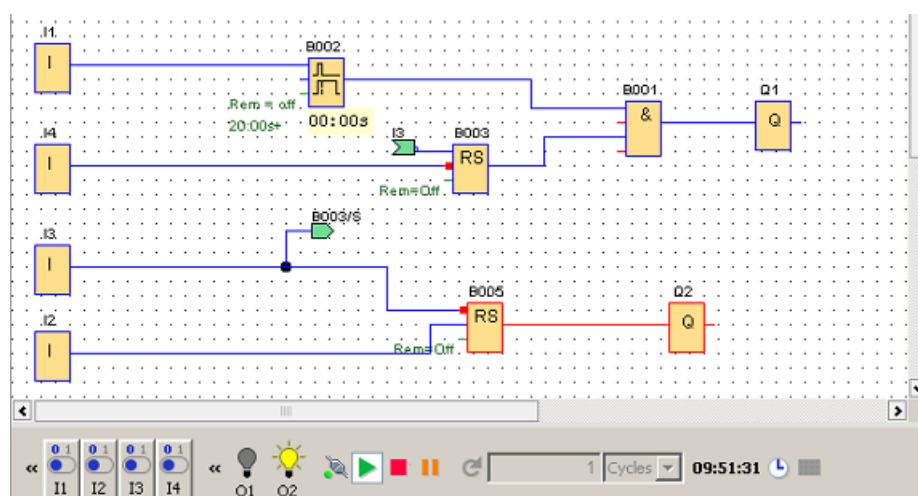 I1
I
B002
Rem = off
20:00s+
00:00s
B001
&
Q1
Q
I4
I
I3
B003
RS
Rem=Off
B003/S
I3
I
B005
RS
Q2
Q
I2
I
Rem=Off
« 0 1 0 1 0 1 0 1 « 1 Cycles 09:51:31
I1 I2 I3 I4 Q1 Q2